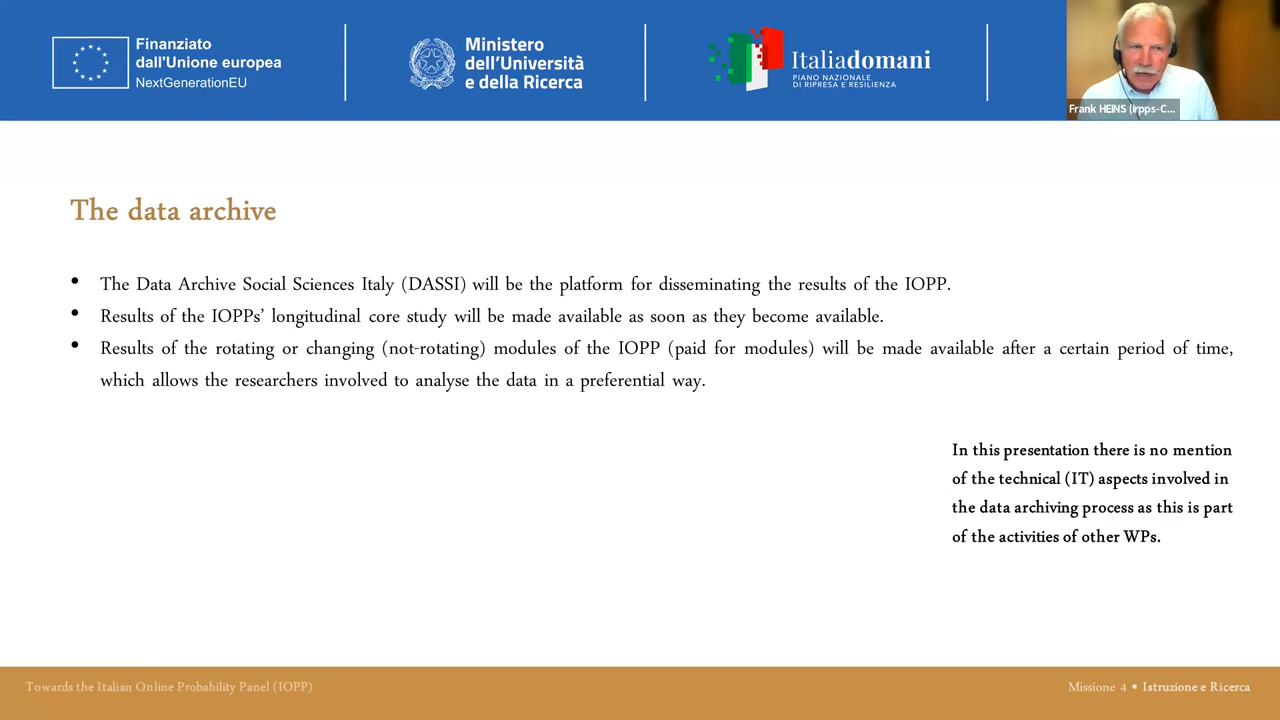 Finanziato
dall'Unione europea
NextGenerationEU
Ministero
dell'Università
e della Ricerca
Italiadomani
PIANO NAZIONALE
DI RIPRESA E RESILIENZA
Frank HEINS (Irpps-C...
The data archive
• The Data Archive Social Sciences Italy (DASSI) will be the platform for disseminating the results of the IOPP.
• Results of the IOPPs' longitudinal core study will be made available as soon as they become available.
• Results of the rotating or changing (not-rotating) modules of the IOPP (paid for modules) will be made available after a certain period of time,
which allows the researchers involved to analyse the data in a preferential way.
In this presentation there is no mention
of the technical (IT) aspects involved in
the data archiving process as this is part
of the activities of other WPs.
Towards the Italian Online Probability Panel (IOPP)
Missione 4 • Istruzione e Ricerca